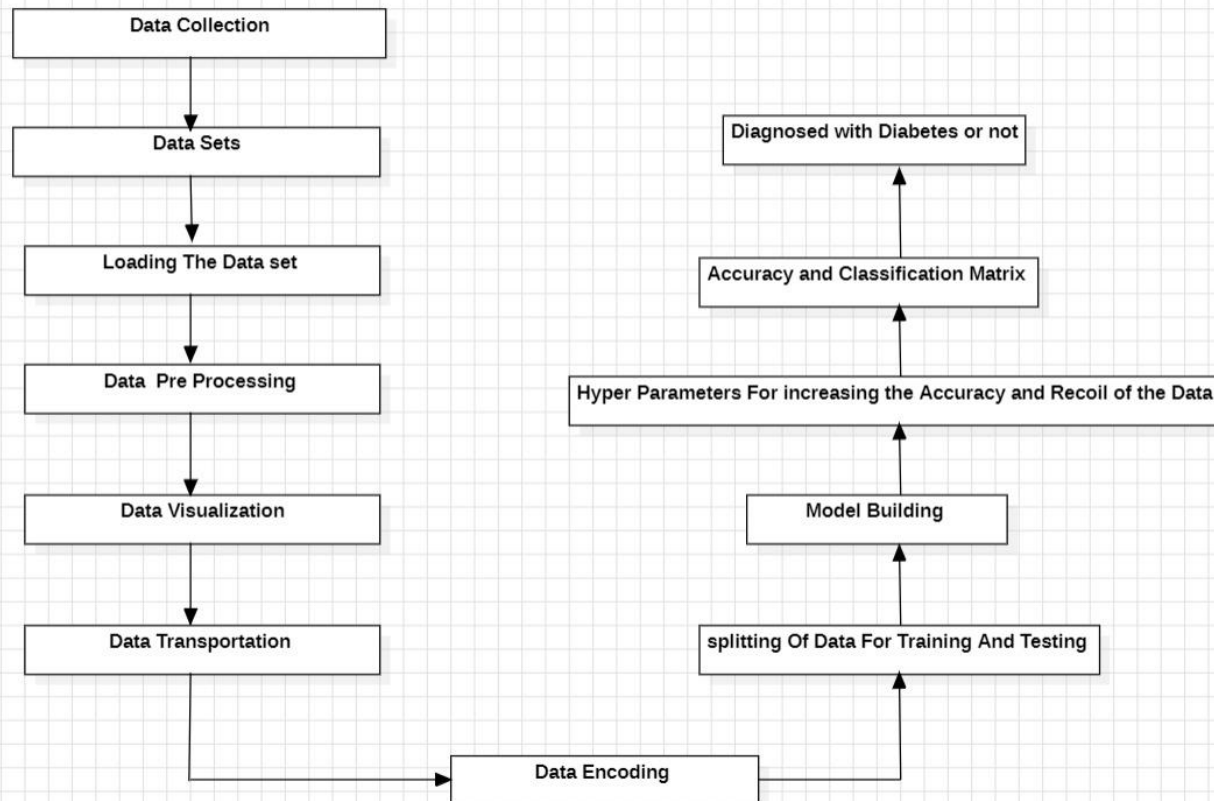 Data Collection
Data Sets
Loading The Data set
Data  Pre Processing
Data Visualization
Data Transportation
Data Encoding
splitting Of Data For Training And Testing
Model Building
Hyper Parameters For increasing the Accuracy and Recoil of the Data
Accuracy and Classification Matrix
Diagnosed with Diabetes or not